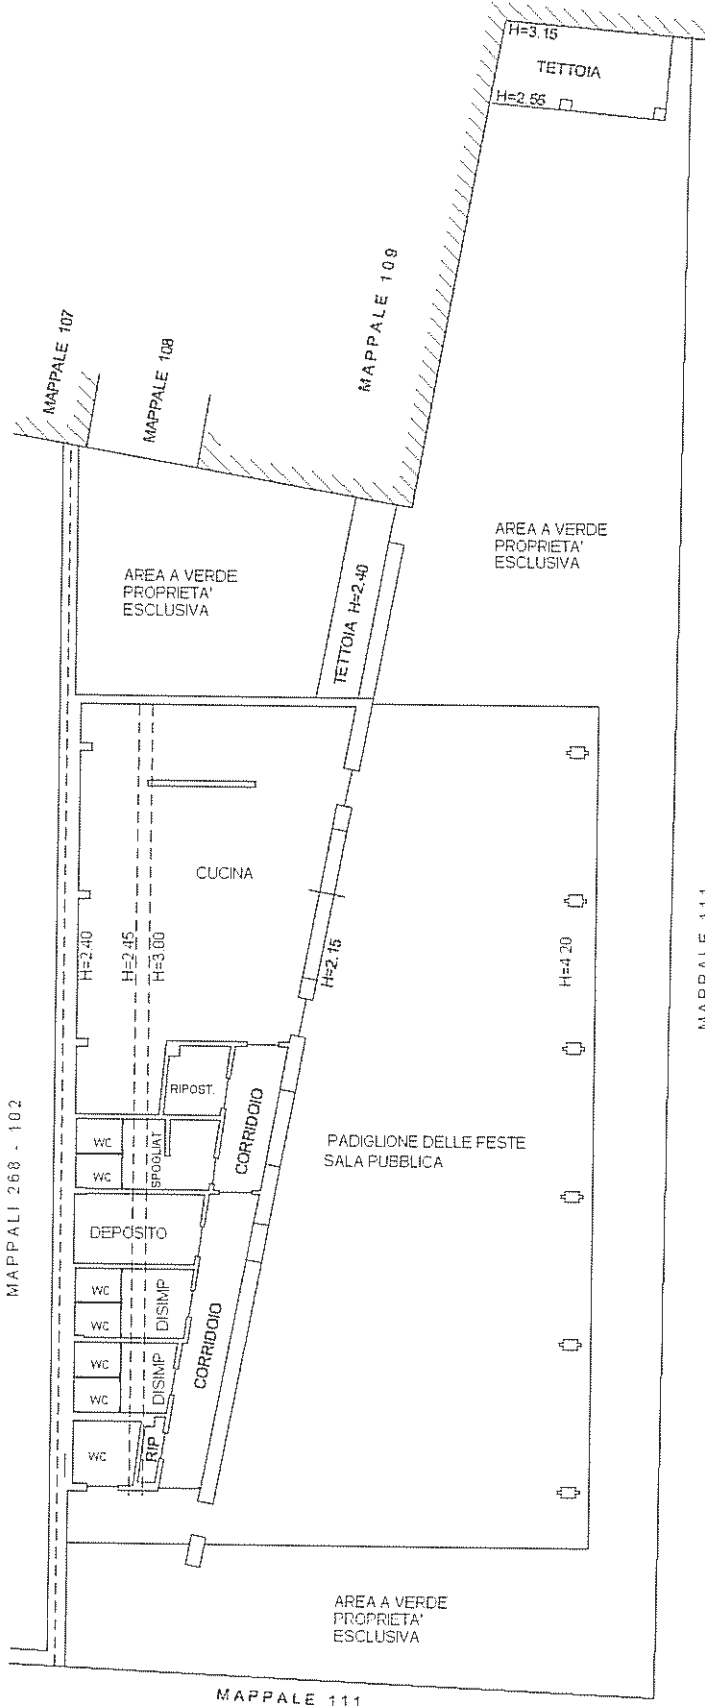 H=3.15
TETTOIA
H=2.55
MAPPALE 109
MAPPALE 107
MAPPALE 108
AREA A VERDE
PROPRIETA'
ESCLUSIVA
AREA A VERDE
PROPRIETA'
ESCLUSIVA
TETTOIA H=2.40
CUCINA
H=2.40
H=2.45
H=3.00
H=2.15
H=4.20
MAPPALE 111
RIPOST.
CORRIDOIO
WC
WC
SPOGLIAT
PADIGLIONE DELLE FESTE
SALA PUBBLICA
MAPPALI 268 - 102
DEPOSITO
WC
WC
DISIMP
CORRIDOIO
WC
WC
DISIMP
WC
RIP
AREA A VERDE
PROPRIETA'
ESCLUSIVA
MAPPALE 111